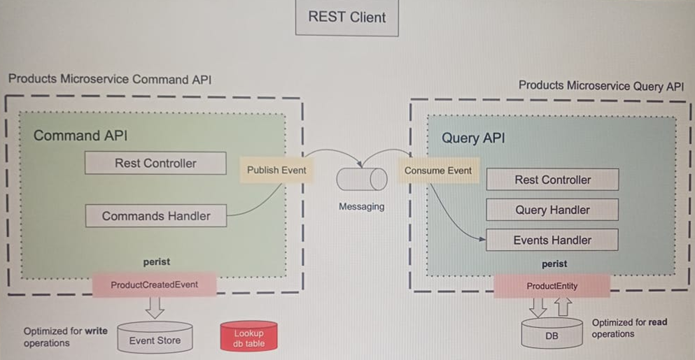 REST Client
Products Microservice Command API
Products Microservice Query API
Command API
Rest Controller
Commands Handler
perist
ProductCreatedEvent
Publish Event
Messaging
Consume Event
Query API
Rest Controller
Query Handler
Events Handler
perist
ProductEntity
Optimized for write
operations
Event Store
Lookup
db table
DB
Optimized for read
operations